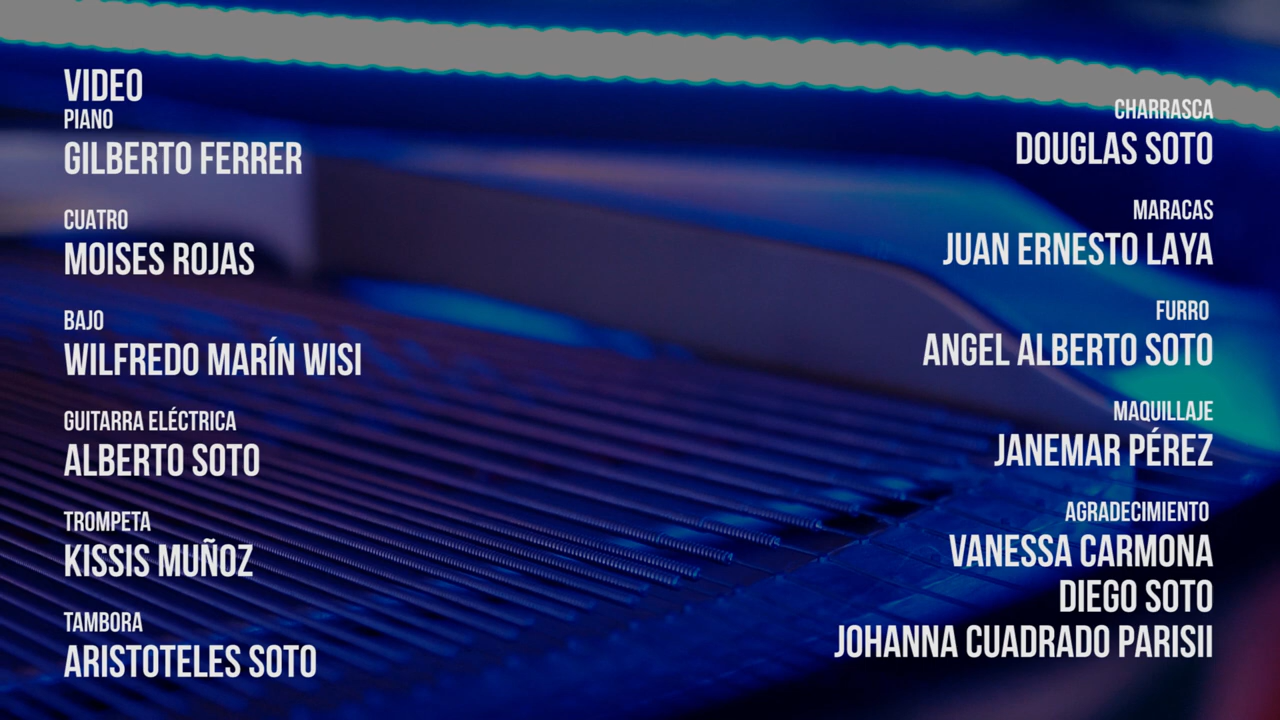 VIDEO
PIANO
GILBERTO FERRER
CUATRO
MOISES ROJAS
BAJO
WILFREDO MARÍN WISI
GUITARRA ELÉCTRICA
ALBERTO SOTO
TROMPETA
KISSIS MUÑOZ
TAMBORA
ARISTOTELES SOTO
CHARRASCA
DOUGLAS SOTO
MARACAS
JUAN ERNESTO LAYA
FURRO
ANGEL ALBERTO SOTO
MAQUILLAJE
JANEMAR PÉREZ
AGRADECIMIENTO
VANESSA CARMONA
DIEGO SOTO
JOHANNA CUADRADO PARISII